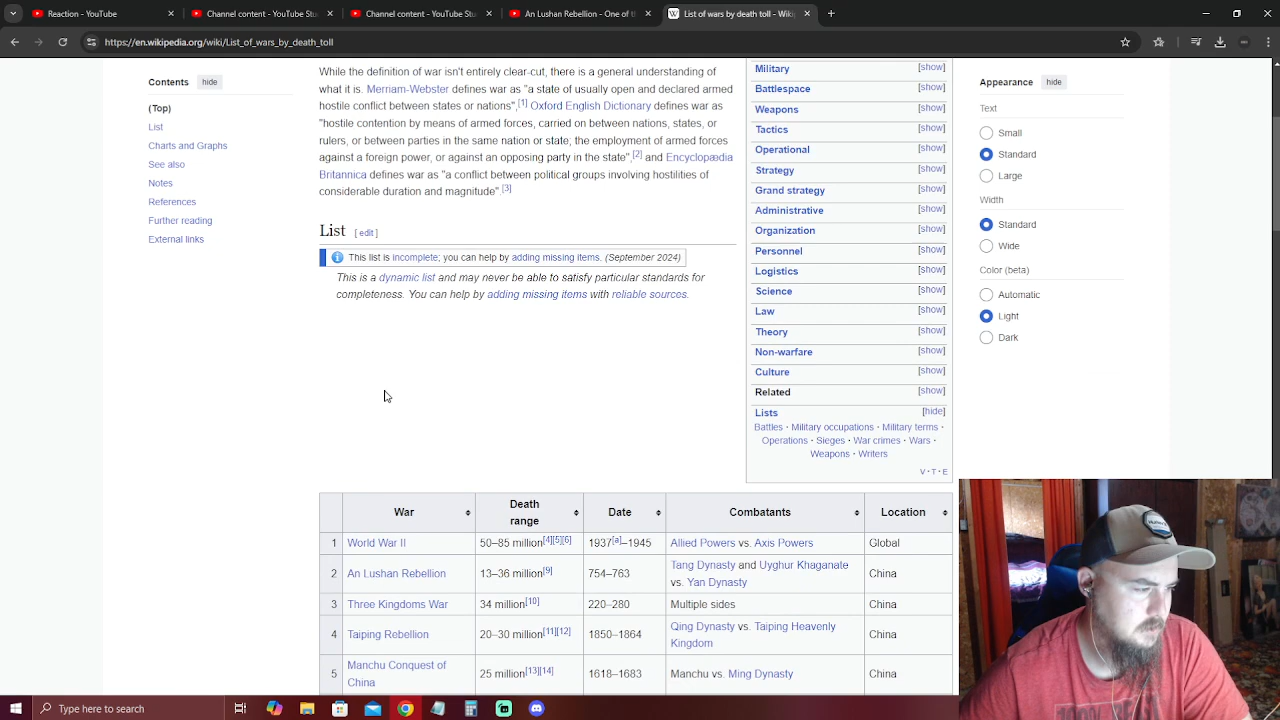 Reaction - YouTube
Channel content - YouTube Stu
Channel content - YouTube Stu
An Lushan Rebellion - One of t
List of wars by death toll - Wiki
https://en.wikipedia.org/wiki/List_of_wars_by_death_toll
Contents hide
(Top)
List
Charts and Graphs
See also
Notes
References
Further reading
External links
While the definition of war isn't entirely clear-cut, there is a general understanding of
what it is. Merriam-Webster defines war as "a state of usually open and declared armed
hostile conflict between states or nations",[1] Oxford English Dictionary defines war as
"hostile contention by means of armed forces, carried on between nations, states, or
rulers, or between parties in the same nation or state; the employment of armed forces
against a foreign power, or against an opposing party in the state",[2] and Encyclopædia
Britannica defines war as "a conflict between political groups involving hostilities of
considerable duration and magnitude".[3]
List [ edit ]
This list is incomplete; you can help by adding missing items. (September 2024)
This is a dynamic list and may never be able to satisfy particular standards for
completeness. You can help by adding missing items with reliable sources.
Military [show]
Battlespace [show]
Weapons [show]
Tactics [show]
Operational [show]
Strategy [show]
Grand strategy [show]
Administrative [show]
Organization [show]
Personnel [show]
Logistics [show]
Science [show]
Law [show]
Theory [show]
Non-warfare [show]
Culture [show]
Related [show]
Lists [hide]
Battles · Military occupations · Military terms ·
Operations · Sieges · War crimes · Wars ·
Weapons · Writers
V · T · E
Appearance hide
Text
Small
Standard
Large
Width
Standard
Wide
Color (beta)
Automatic
Light
Dark
War Death range Date Combatants Location
1 World War II 50–85 million[4][5][6] 1937[a]–1945 Allied Powers vs. Axis Powers Global
2 An Lushan Rebellion 13–36 million[9] 754–763 Tang Dynasty and Uyghur Khaganate vs. Yan Dynasty China
3 Three Kingdoms War 34 million[10] 220–280 Multiple sides China
4 Taiping Rebellion 20–30 million[11][12] 1850–1864 Qing Dynasty vs. Taiping Heavenly Kingdom China
5 Manchu Conquest of China 25 million[13][14] 1618–1683 Manchu vs. Ming Dynasty China
Type here to search